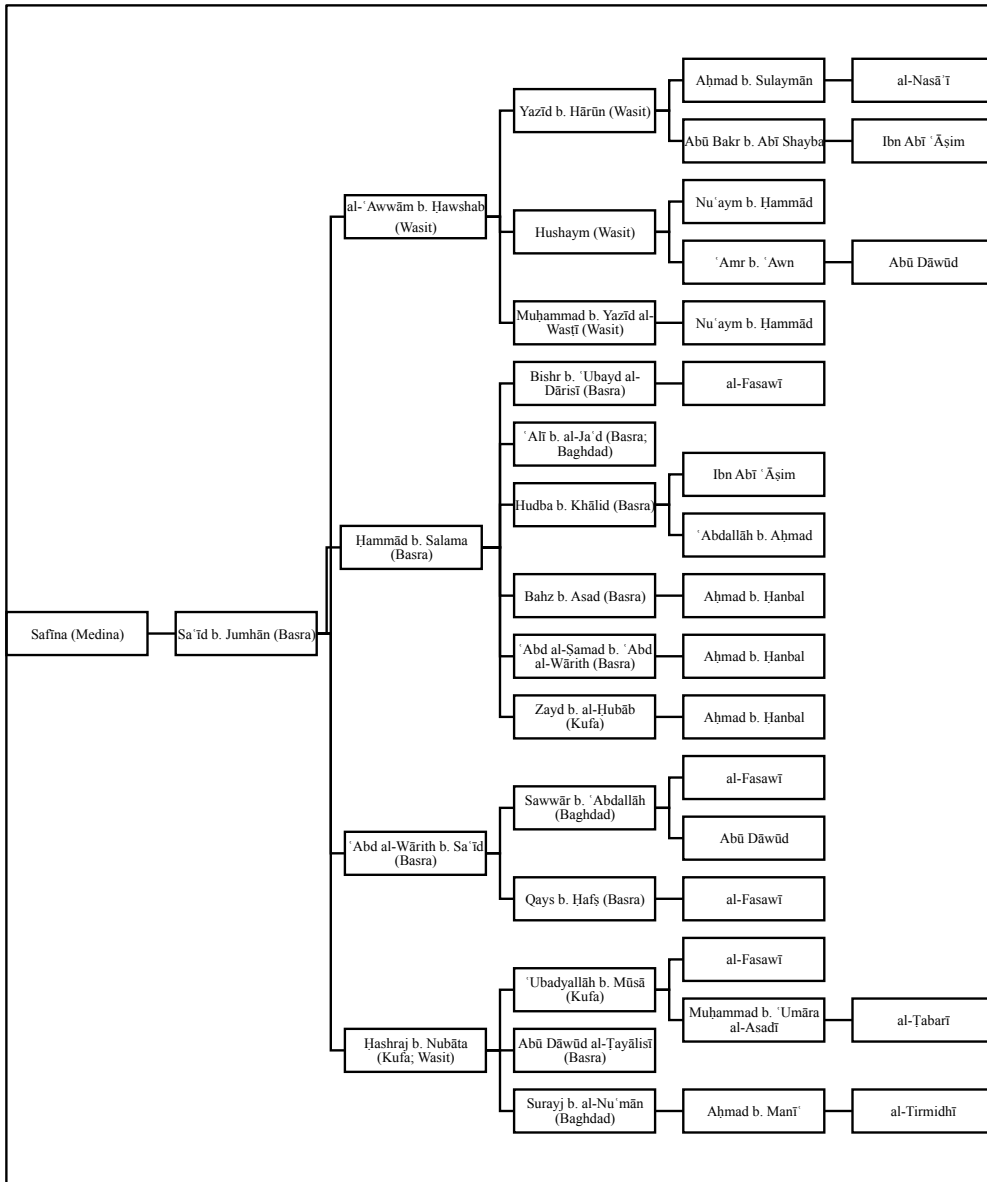 Aḥmad b. Sulaymān
al-Nasāʾī
Yazīd b. Hārūn (Wasit)
Abū Bakr b. Abī Shayba
Ibn Abī ʿĀṣim
al-ʿAwwām b. Ḥawshab
(Wasit)
Nuʿaym b. Ḥammād
Hushaym (Wasit)
ʿAmr b. ʿAwn
Abū Dāwūd
Muḥammad b. Yazīd al-
Wasṭī (Wasit)
Nuʿaym b. Ḥammād
Bishr b. ʿUbayd al-
Dārisī (Basra)
al-Fasawī
ʿAlī b. al-Jaʿd (Basra;
Baghdad)
Ibn Abī ʿĀṣim
Hudba b. Khālid (Basra)
ʿAbdallāh b. Aḥmad
Ḥammād b. Salama
(Basra)
Bahz b. Asad (Basra)
Aḥmad b. Ḥanbal
Safīna (Medina)
Saʿīd b. Jumhān (Basra)
ʿAbd al-Ṣamad b. ʿAbd
al-Wārith (Basra)
Aḥmad b. Ḥanbal
Zayd b. al-Ḥubāb
(Kufa)
Aḥmad b. Ḥanbal
al-Fasawī
Sawwār b. ʿAbdallāh
(Baghdad)
Abū Dāwūd
ʿAbd al-Wārith b. Saʿīd
(Basra)
Qays b. Ḥafṣ (Basra)
al-Fasawī
al-Fasawī
ʿUbadyallāh b. Mūsā
(Kufa)
Muḥammad b. ʿUmāra
al-Asadī
al-Ṭabarī
Ḥashraj b. Nubāta
(Kufa; Wasit)
Abū Dāwūd al-Ṭayālisī
(Basra)
Surayj b. al-Nuʿmān
(Baghdad)
Aḥmad b. Manīʿ
al-Tirmidhī